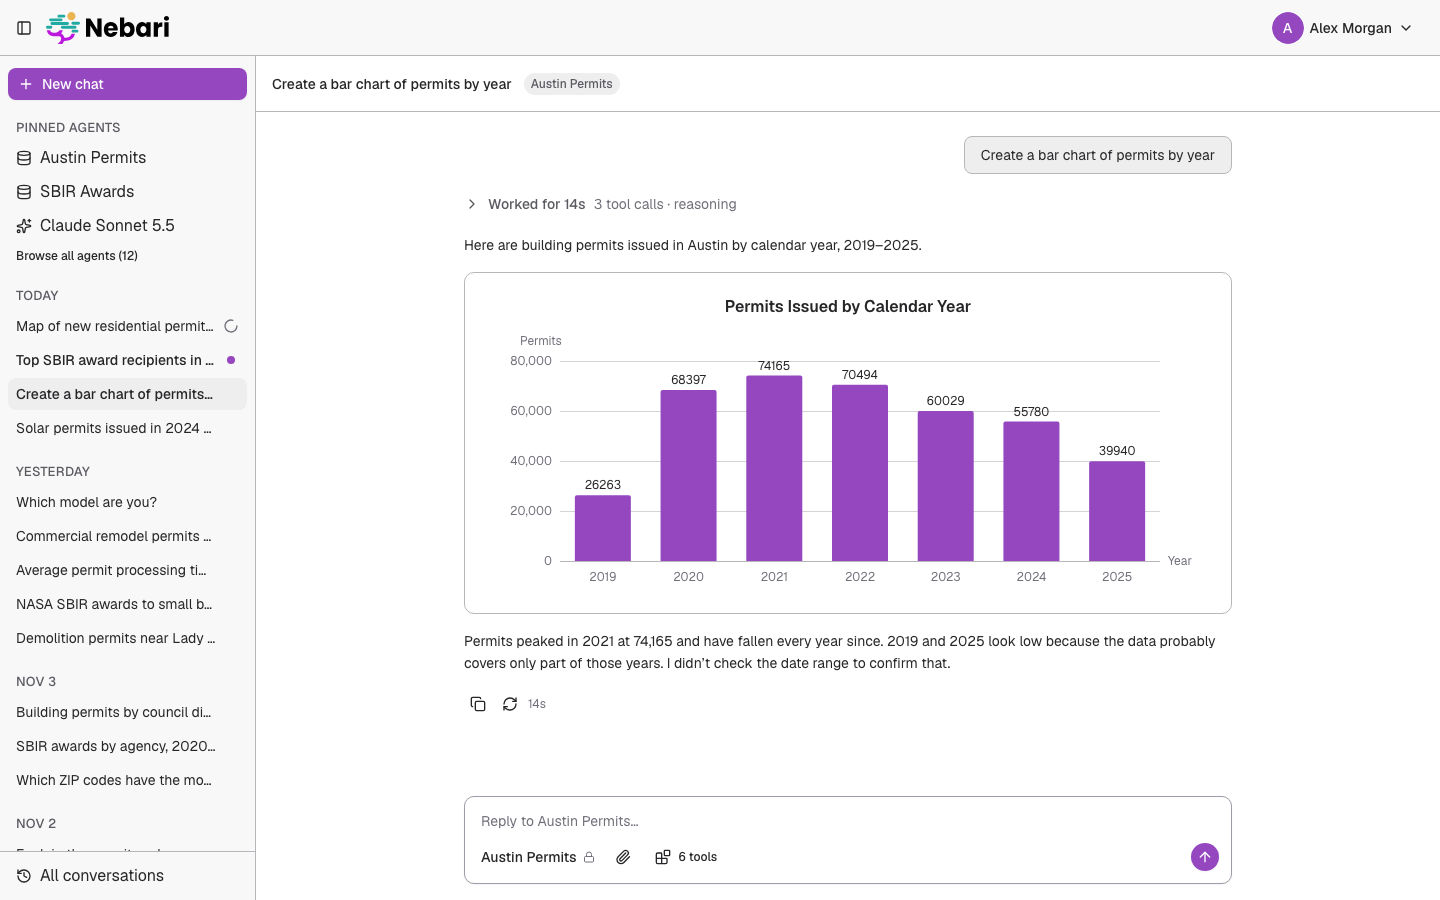 Nebari
A
Alex Morgan
New chat
PINNED AGENTS
Austin Permits
SBIR Awards
Claude Sonnet 5.5
Browse all agents (12)
TODAY
Map of new residential permit...
Top SBIR award recipients in ...
Create a bar chart of permits...
Solar permits issued in 2024 ...
YESTERDAY
Which model are you?
Commercial remodel permits ...
Average permit processing ti...
NASA SBIR awards to small b...
Demolition permits near Lady ...
NOV 3
Building permits by council di...
SBIR awards by agency, 2020...
Which ZIP codes have the mo...
NOV 2
All conversations
Create a bar chart of permits by year
Austin Permits
Create a bar chart of permits by year
Worked for 14s 3 tool calls · reasoning
Here are building permits issued in Austin by calendar year, 2019–2025.
Permits Issued by Calendar Year
Permits
80,000
60,000
40,000
20,000
0
26263
68397
74165
70494
60029
55780
39940
2019
2020
2021
2022
2023
2024
2025
Year
Permits peaked in 2021 at 74,165 and have fallen every year since. 2019 and 2025 look low because the data probably
covers only part of those years. I didn’t check the date range to confirm that.
14s
Reply to Austin Permits...
Austin Permits
6 tools